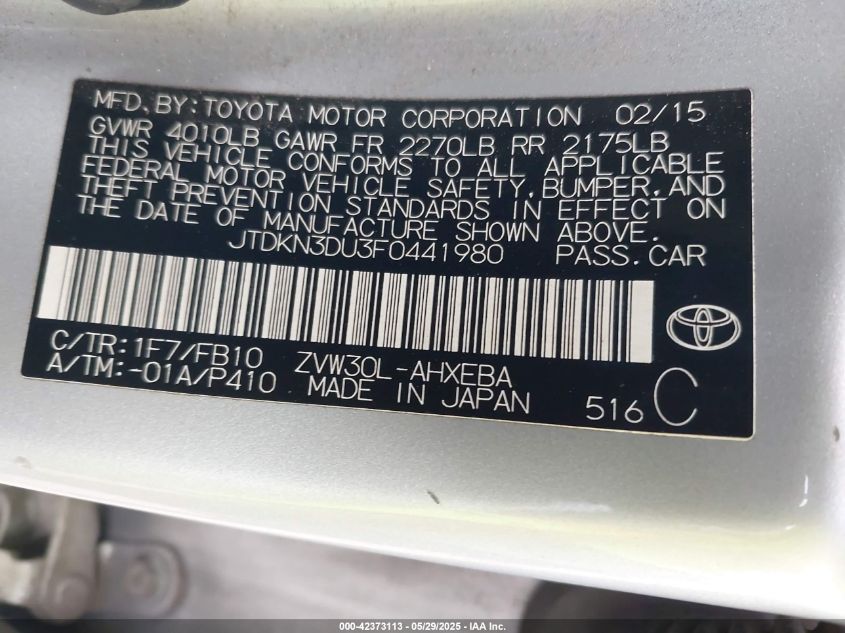 MFD. BY: TOYOTA MOTOR CORPORATION 02/15
GVWR 4010LB GAWR FR 2270LB RR 2175LB
THIS VEHICLE CONFORMS TO ALL APPLICABLE
FEDERAL MOTOR VEHICLE SAFETY, BUMPER, AND
THEFT PREVENTION STANDARDS IN EFFECT ON
THE DATE OF MANUFACTURE SHOWN ABOVE.
JTDKN3DU3F0441980 PASS. CAR
C/TR: 1F7/FB10 ZVW30L-AHXEBA
A/TM: -01A/P410 MADE IN JAPAN 516 C
000-42373113 - 05/29/2025 - IAA Inc.